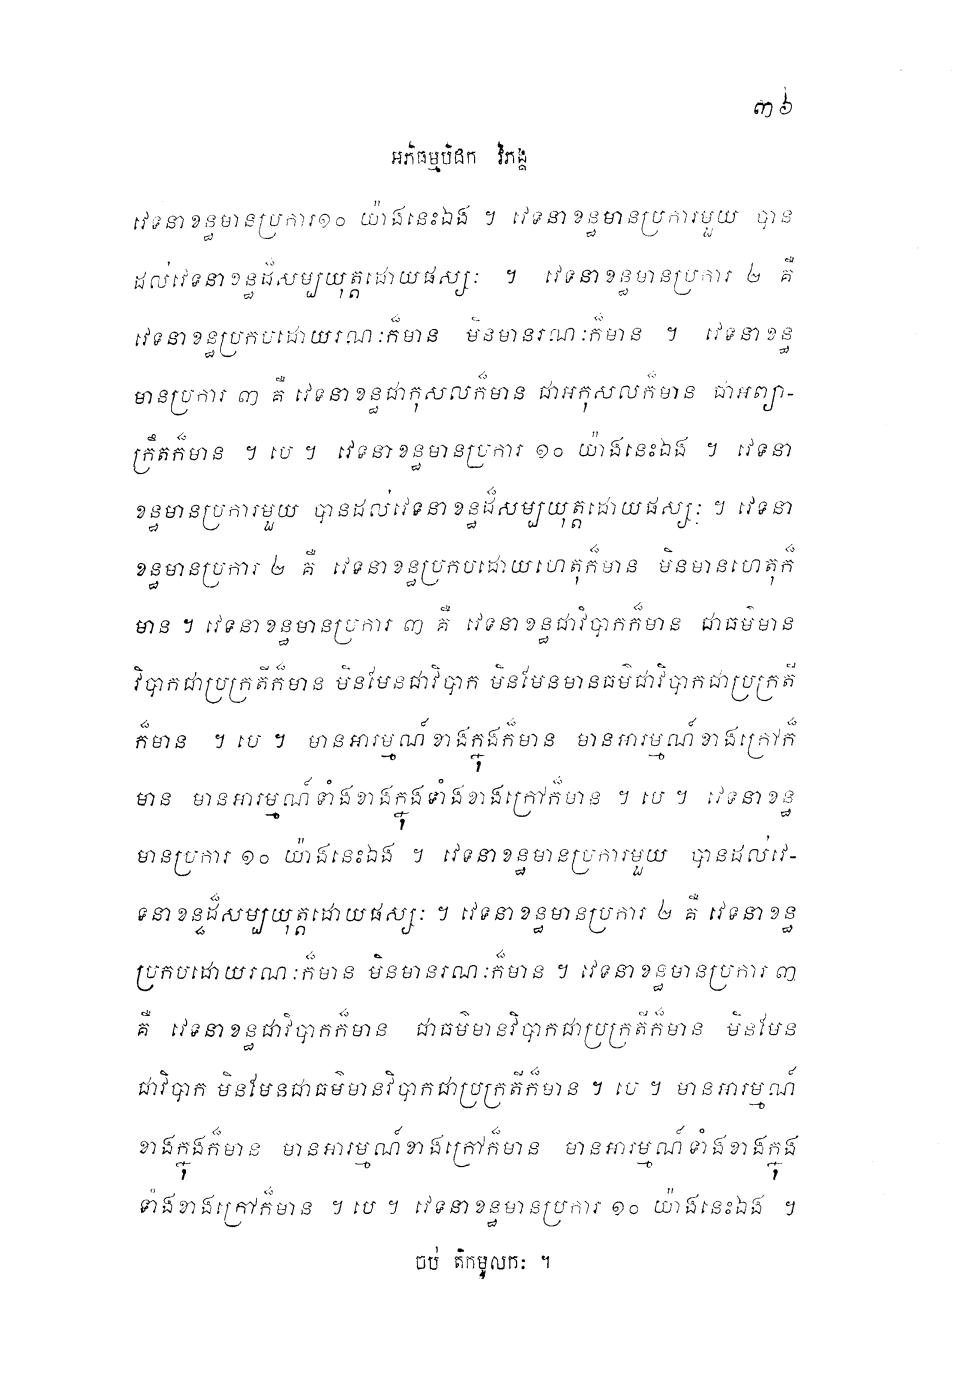 ៣៦
អភិធម្មបិដក វិភង្គ
វេទនាខន្ធមានប្រការ១០ យ៉ាងនេះឯង ។ វេទនាខន្ធមានប្រការមួយ បាន
ដល់វេទនាខន្ធដ៏សម្បយុត្តដោយផស្សៈ ។ វេទនាខន្ធមានប្រការ ២ គឺ
វេទនាខន្ធប្រកបដោយរណៈក៏មាន មិនមានរណៈក៏មាន ។ វេទនាខន្ធ
មានប្រការ ៣ គឺ វេទនាខន្ធជាកុសលក៏មាន ជាអកុសលក៏មាន ជាអព្យា-
ក្រឹតក៏មាន ។ បេ ។ វេទនាខន្ធមានប្រការ ១០ យ៉ាងនេះឯង ។ វេទនា
ខន្ធមានប្រការមួយ បានដល់វេទនាខន្ធដ៏សម្បយុត្តដោយផស្សៈ ។ វេទនា
ខន្ធមានប្រការ ២ គឺ វេទនាខន្ធប្រកបដោយហេតុក៏មាន មិនមានហេតុក៏
មាន ។ វេទនាខន្ធមានប្រការ ៣ គឺ វេទនាខន្ធជាវិបាកក៏មាន ជាធម៌មាន
វិបាកជាប្រក្រតីក៏មាន មិនមែនជាវិបាក មិនមែនមានធម៌ជាវិបាកជាប្រក្រតី
ក៏មាន ។ បេ ។ មានអារម្មណ៍ខាងក្នុងក៏មាន មានអារម្មណ៍ខាងក្រៅក៏
មាន មានអារម្មណ៍ទាំងខាងក្នុងទាំងខាងក្រៅក៏មាន ។ បេ ។ វេទនាខន្ធ
មានប្រការ ១០ យ៉ាងនេះឯង ។ វេទនាខន្ធមានប្រការមួយ បានដល់វេ-
ទនាខន្ធដ៏សម្បយុត្តដោយផស្សៈ ។ វេទនាខន្ធមានប្រការ ២ គឺ វេទនាខន្ធ
ប្រកបដោយរណៈក៏មាន មិនមានរណៈក៏មាន ។ វេទនាខន្ធមានប្រការ ៣
គឺ វេទនាខន្ធជាវិបាកក៏មាន ជាធម៌មានវិបាកជាប្រក្រតីក៏មាន មិនមែន
ជាវិបាក មិនមែនជាធម៌មានវិបាកជាប្រក្រតីក៏មាន ។ បេ ។ មានអារម្មណ៍
ខាងក្នុងក៏មាន មានអារម្មណ៍ខាងក្រៅក៏មាន មានអារម្មណ៍ទាំងខាងក្នុង
ទាំងខាងក្រៅក៏មាន ។ បេ ។ វេទនាខន្ធមានប្រការ ១០ យ៉ាងនេះឯង ។
ចប់ តិកមូលកៈ ។